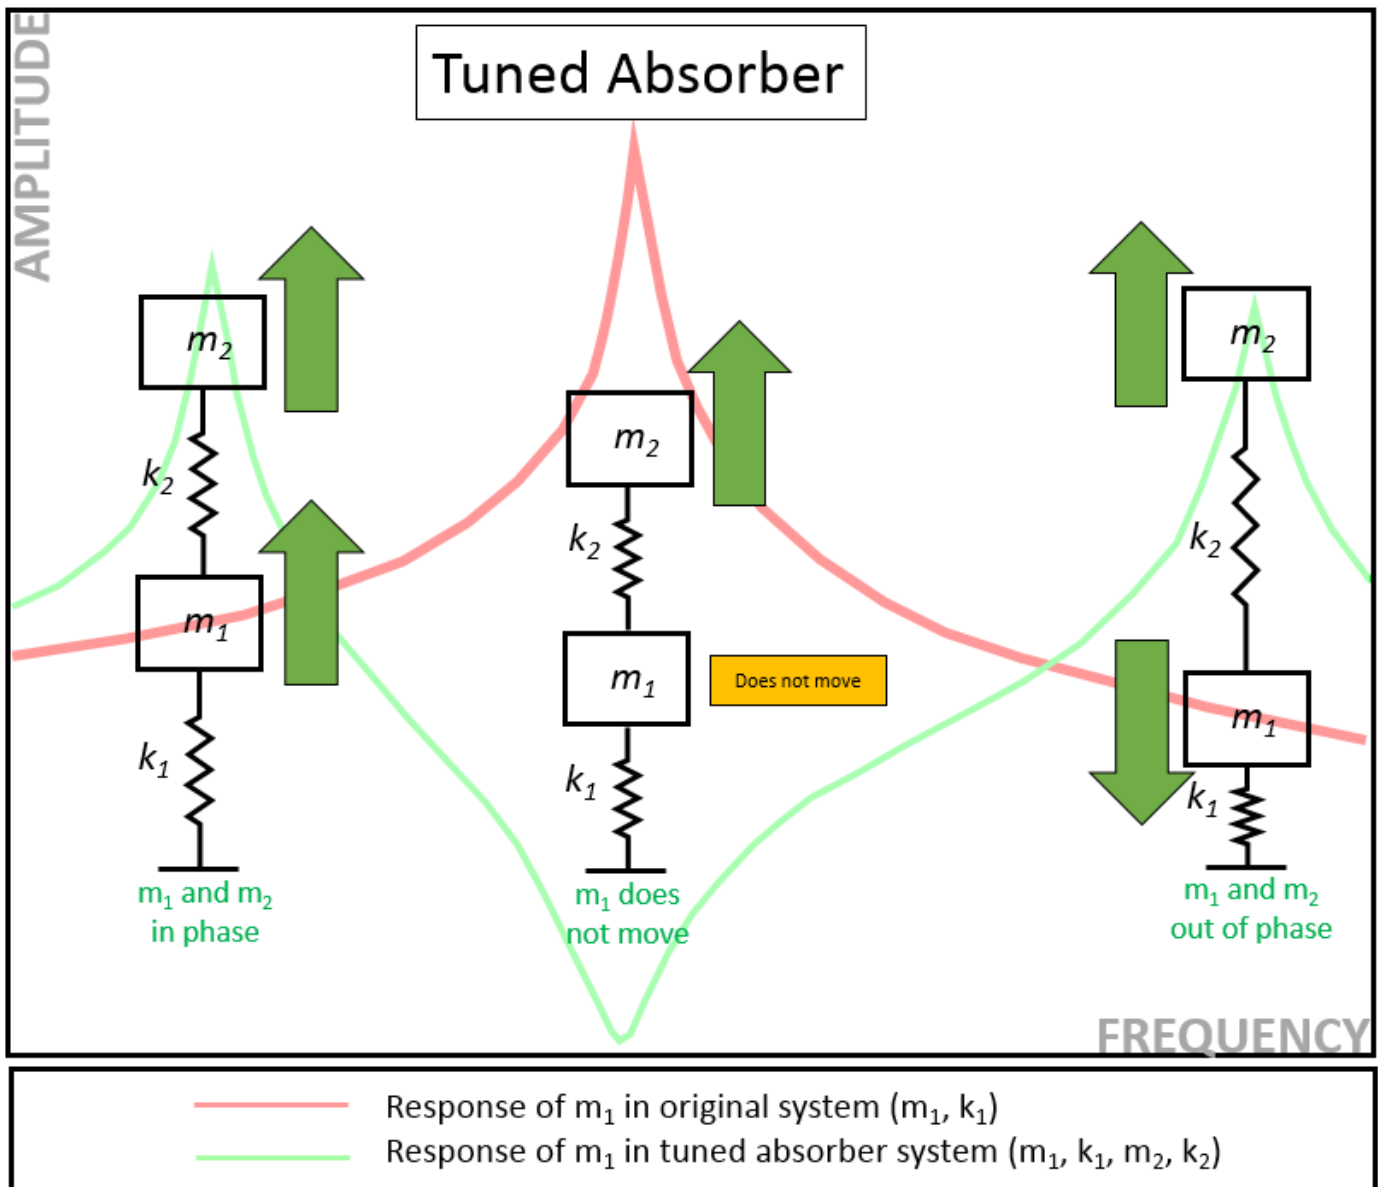 AMPLITUDE
Tuned Absorber
m₂
k₂
m₁
k₁
m₁ and m₂
in phase
m₂
k₂
m₁
Does not move
k₁
m₁ does
not move
m₂
k₂
m₁
k₁
m₁ and m₂
out of phase
FREQUENCY
Response of m₁ in original system (m₁, k₁)
Response of m₁ in tuned absorber system (m₁, k₁, m₂, k₂)